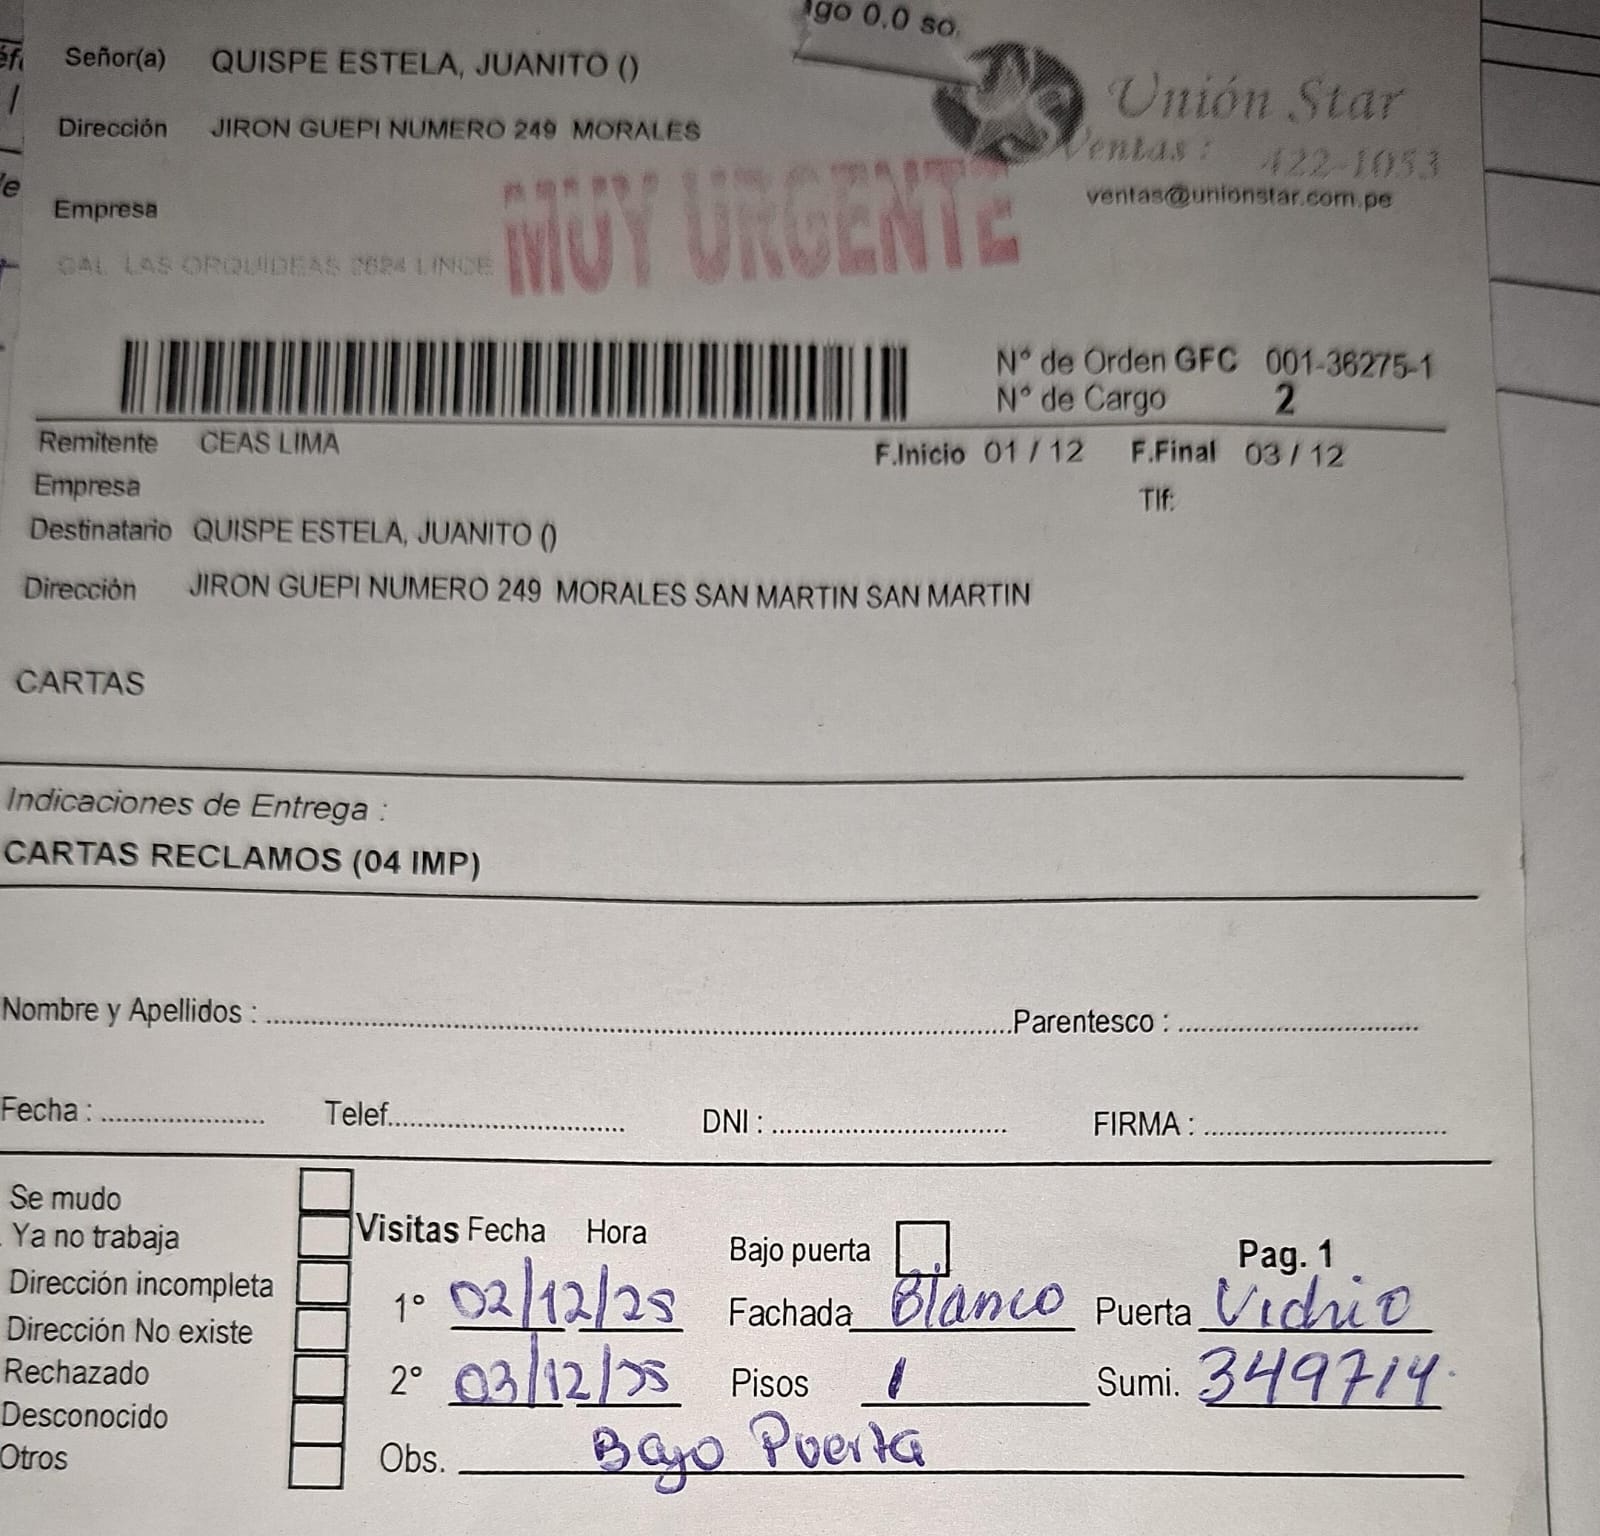 ago 0.0 so.
Señor(a) QUISPE ESTELA, JUANITO ()
Unión Star
Dirección JIRON GUEPI NUMERO 249 MORALES
Ventas : 422-1053
ventas@unionstar.com.pe
Empresa
MUY URGENTE
CAL LAS ORQUIDEAS 2624 LINCE
Nº de Orden GFC 001-36275-1
Nº de Cargo 2
Remitente CEAS LIMA
F.Inicio 01 / 12 F.Final 03 / 12
Empresa
Tlf:
Destinatario QUISPE ESTELA, JUANITO ()
Dirección JIRON GUEPI NUMERO 249 MORALES SAN MARTIN SAN MARTIN
CARTAS
Indicaciones de Entrega :
CARTAS RECLAMOS (04 IMP)
Nombre y Apellidos : Parentesco :
Fecha : Telef. DNI : FIRMA :
Se mudo
Ya no trabaja
Dirección incompleta
Dirección No existe
Rechazado
Desconocido
Otros
Visitas Fecha Hora
Bajo puerta
Pag. 1
1° 02/12/25 Fachada Blanco Puerta Vidrio
2° 03/12/25 Pisos 1 Sumi. 349714
Obs. Bajo Puerta